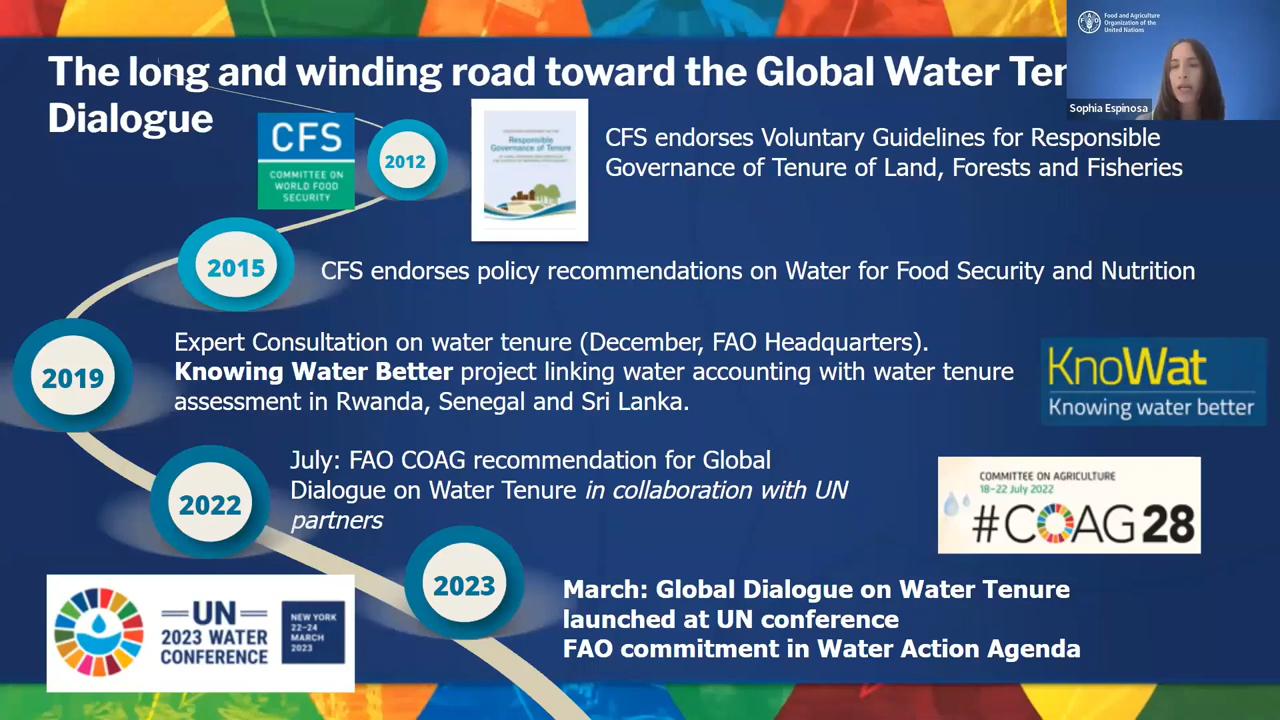 The long and winding road toward the Global Water Ten
Dialogue
Food and Agriculture
Organization of the
United Nations
Sophia Espinosa
CFS
COMMITTEE ON
WORLD FOOD
SECURITY
2012
Responsible
Governance of Tenure
CFS endorses Voluntary Guidelines for Responsible
Governance of Tenure of Land, Forests and Fisheries
2015
CFS endorses policy recommendations on Water for Food Security and Nutrition
2019
Expert Consultation on water tenure (December, FAO Headquarters).
Knowing Water Better project linking water accounting with water tenure
assessment in Rwanda, Senegal and Sri Lanka.
KnoWat
Knowing water better
2022
July: FAO COAG recommendation for Global
Dialogue on Water Tenure in collaboration with UN
partners
COMMITTEE ON AGRICULTURE
18-22 July 2022
#COAG28
2023
March: Global Dialogue on Water Tenure
launched at UN conference
FAO commitment in Water Action Agenda
UN
2023 WATER
CONFERENCE
NEW YORK
22-24
MARCH
2023